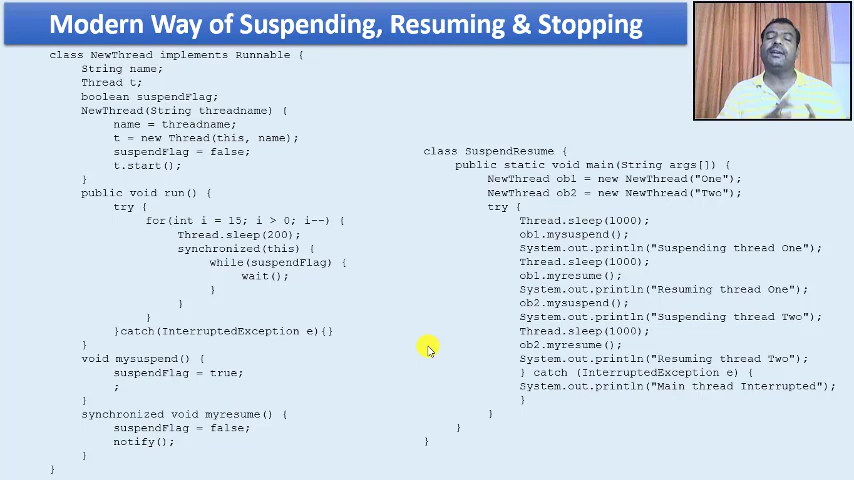 Modern Way of Suspending, Resuming & Stopping
class NewThread implements Runnable {
String name;
Thread t;
boolean suspendFlag;
NewThread(String threadname) {
name = threadname;
t = new Thread(this, name);
suspendFlag = false;
t.start();
}
public void run() {
try {
for(int i = 15; i > 0; i--) {
Thread.sleep(200);
synchronized(this) {
while(suspendFlag) {
wait();
}
}
}
}catch(InterruptedException e){}
}
void mysuspend() {
suspendFlag = true;
;
}
synchronized void myresume() {
suspendFlag = false;
notify();
}
}
class SuspendResume {
public static void main(String args[]) {
NewThread ob1 = new NewThread("One");
NewThread ob2 = new NewThread("Two");
try {
Thread.sleep(1000);
ob1.mysuspend();
System.out.println("Suspending thread One");
Thread.sleep(1000);
ob1.myresume();
System.out.println("Resuming thread One");
ob2.mysuspend();
System.out.println("Suspending thread Two");
Thread.sleep(1000);
ob2.myresume();
System.out.println("Resuming thread Two");
} catch (InterruptedException e) {
System.out.println("Main thread Interrupted");
}
}
}
}